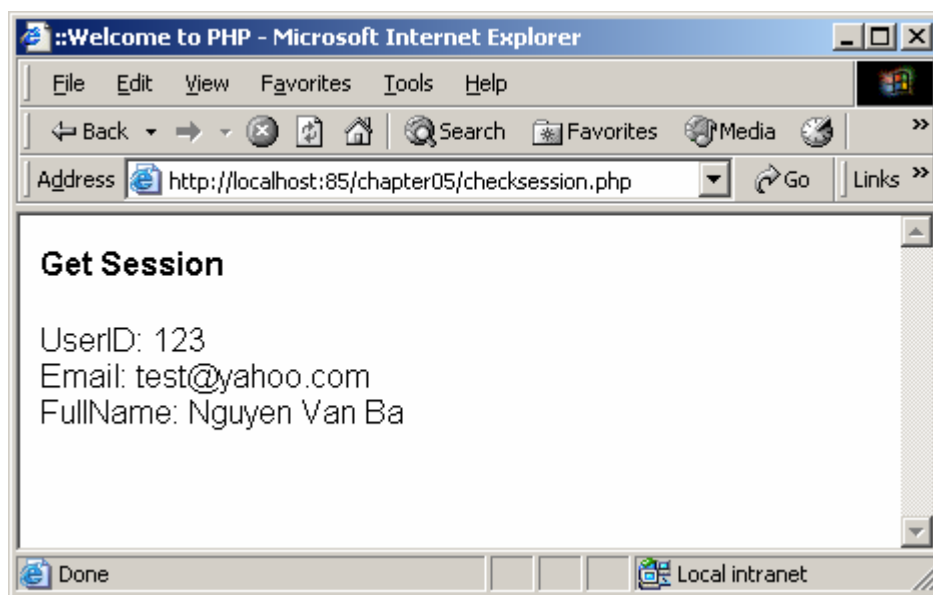 ::Welcome to PHP - Microsoft Internet Explorer
File Edit View Favorites Tools Help
Back Search Favorites Media »
Address http://localhost:85/chapter05/checksession.php Go Links »
Get Session
UserID: 123
Email: test@yahoo.com
FullName: Nguyen Van Ba
Done Local intranet